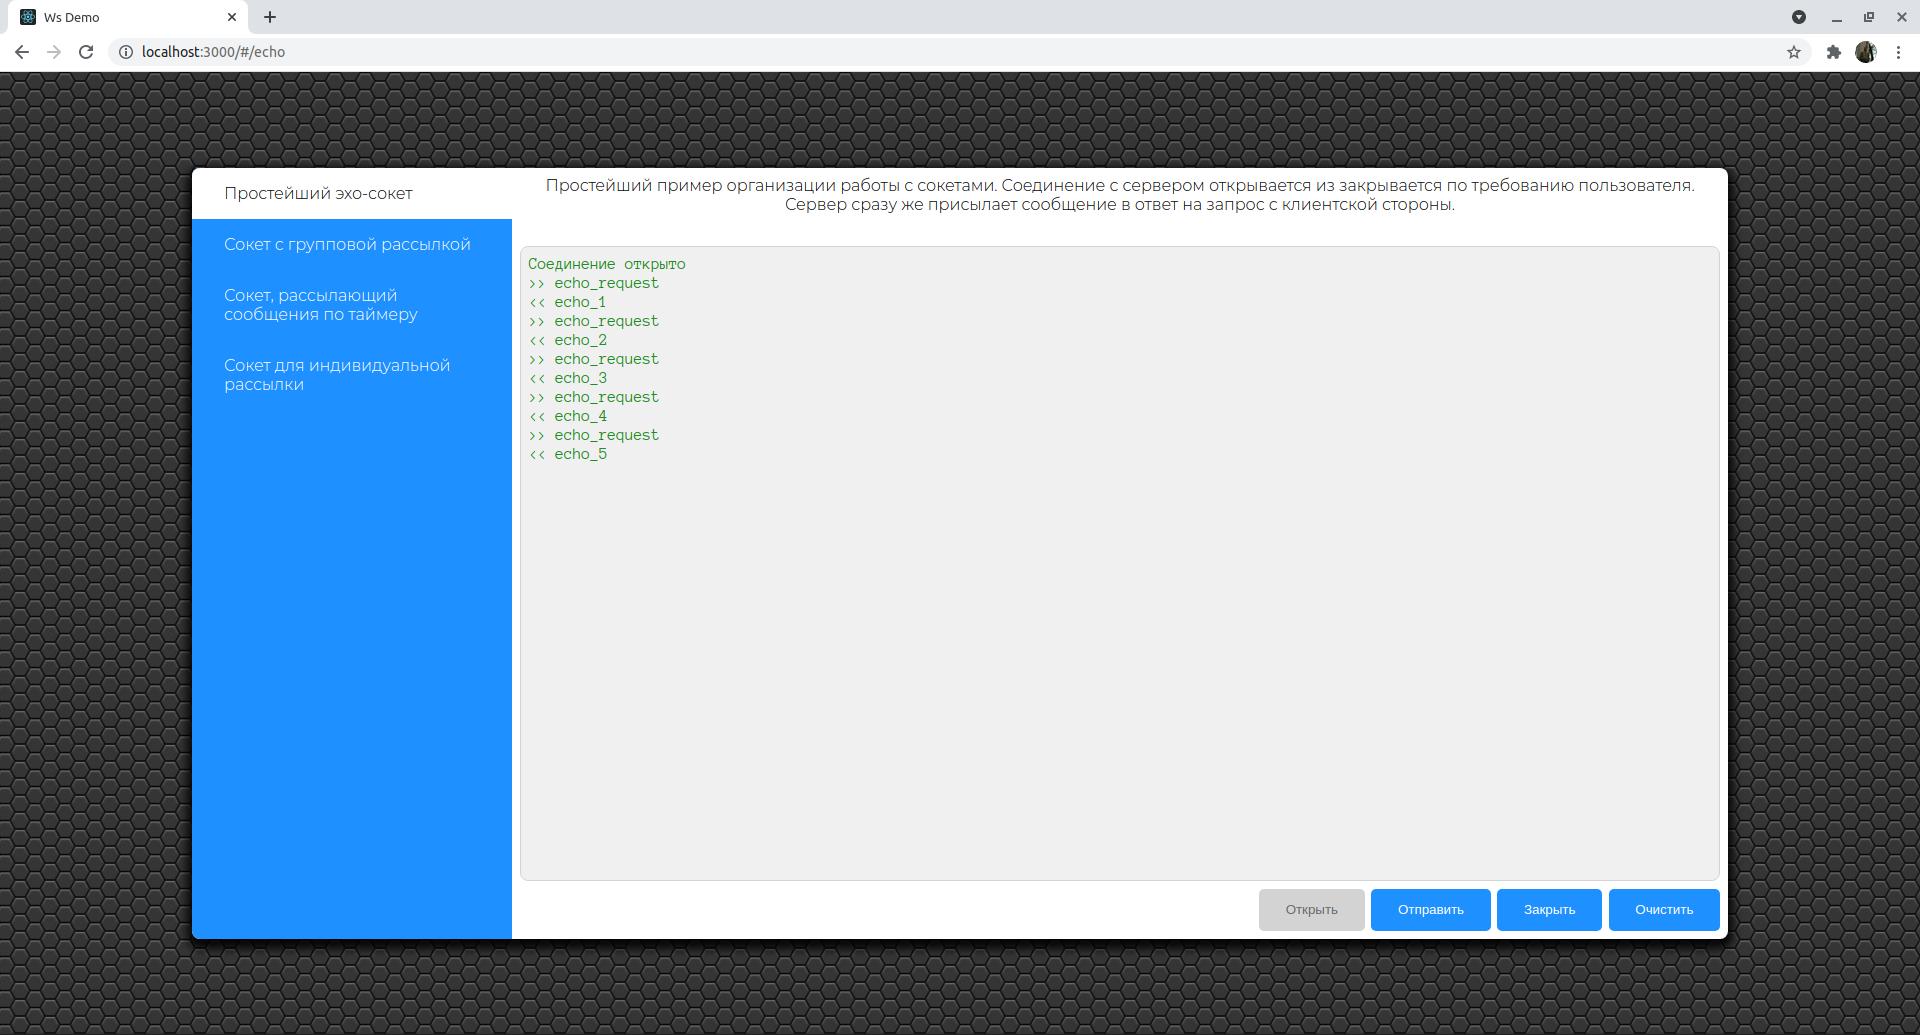 Ws Demo
localhost:3000/#/echo
Простейший эхо-сокет
Сокет с групповой рассылкой
Сокет, рассылающий
сообщения по таймеру
Сокет для индивидуальной
рассылки
Простейший пример организации работы с сокетами. Соединение с сервером открывается из закрывается по требованию пользователя.
Сервер сразу же присылает сообщение в ответ на запрос с клиентской стороны.
Соединение открыто
>> echo_request
<< echo_1
>> echo_request
<< echo_2
>> echo_request
<< echo_3
>> echo_request
<< echo_4
>> echo_request
<< echo_5
Открыть
Отправить
Закрыть
Очистить